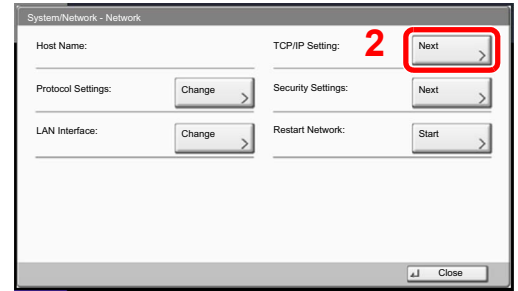 System/Network - Network
Host Name:
TCP/IP Setting: 2 Next
Protocol Settings: Change
Security Settings: Next
LAN Interface: Change
Restart Network: Start
Close